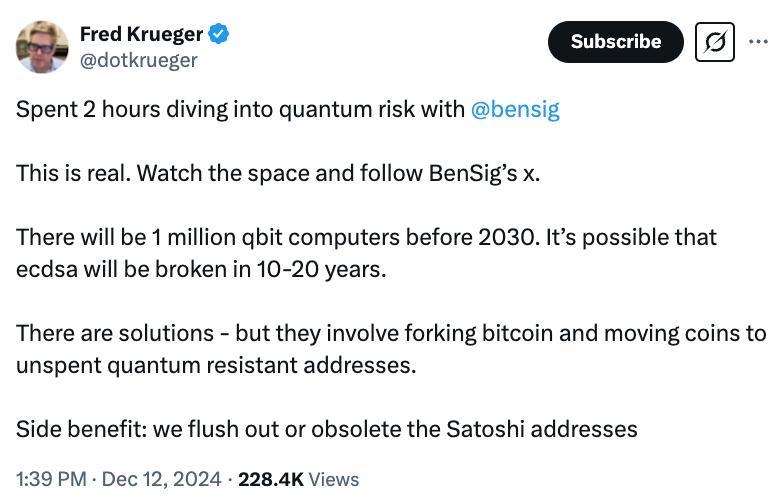 Fred Krueger
@dotkrueger
Subscribe
Spent 2 hours diving into quantum risk with @bensig
This is real. Watch the space and follow BenSig’s x.
There will be 1 million qbit computers before 2030. It’s possible that
ecdsa will be broken in 10-20 years.
There are solutions - but they involve forking bitcoin and moving coins to
unspent quantum resistant addresses.
Side benefit: we flush out or obsolete the Satoshi addresses
1:39 PM · Dec 12, 2024 · 228.4K Views